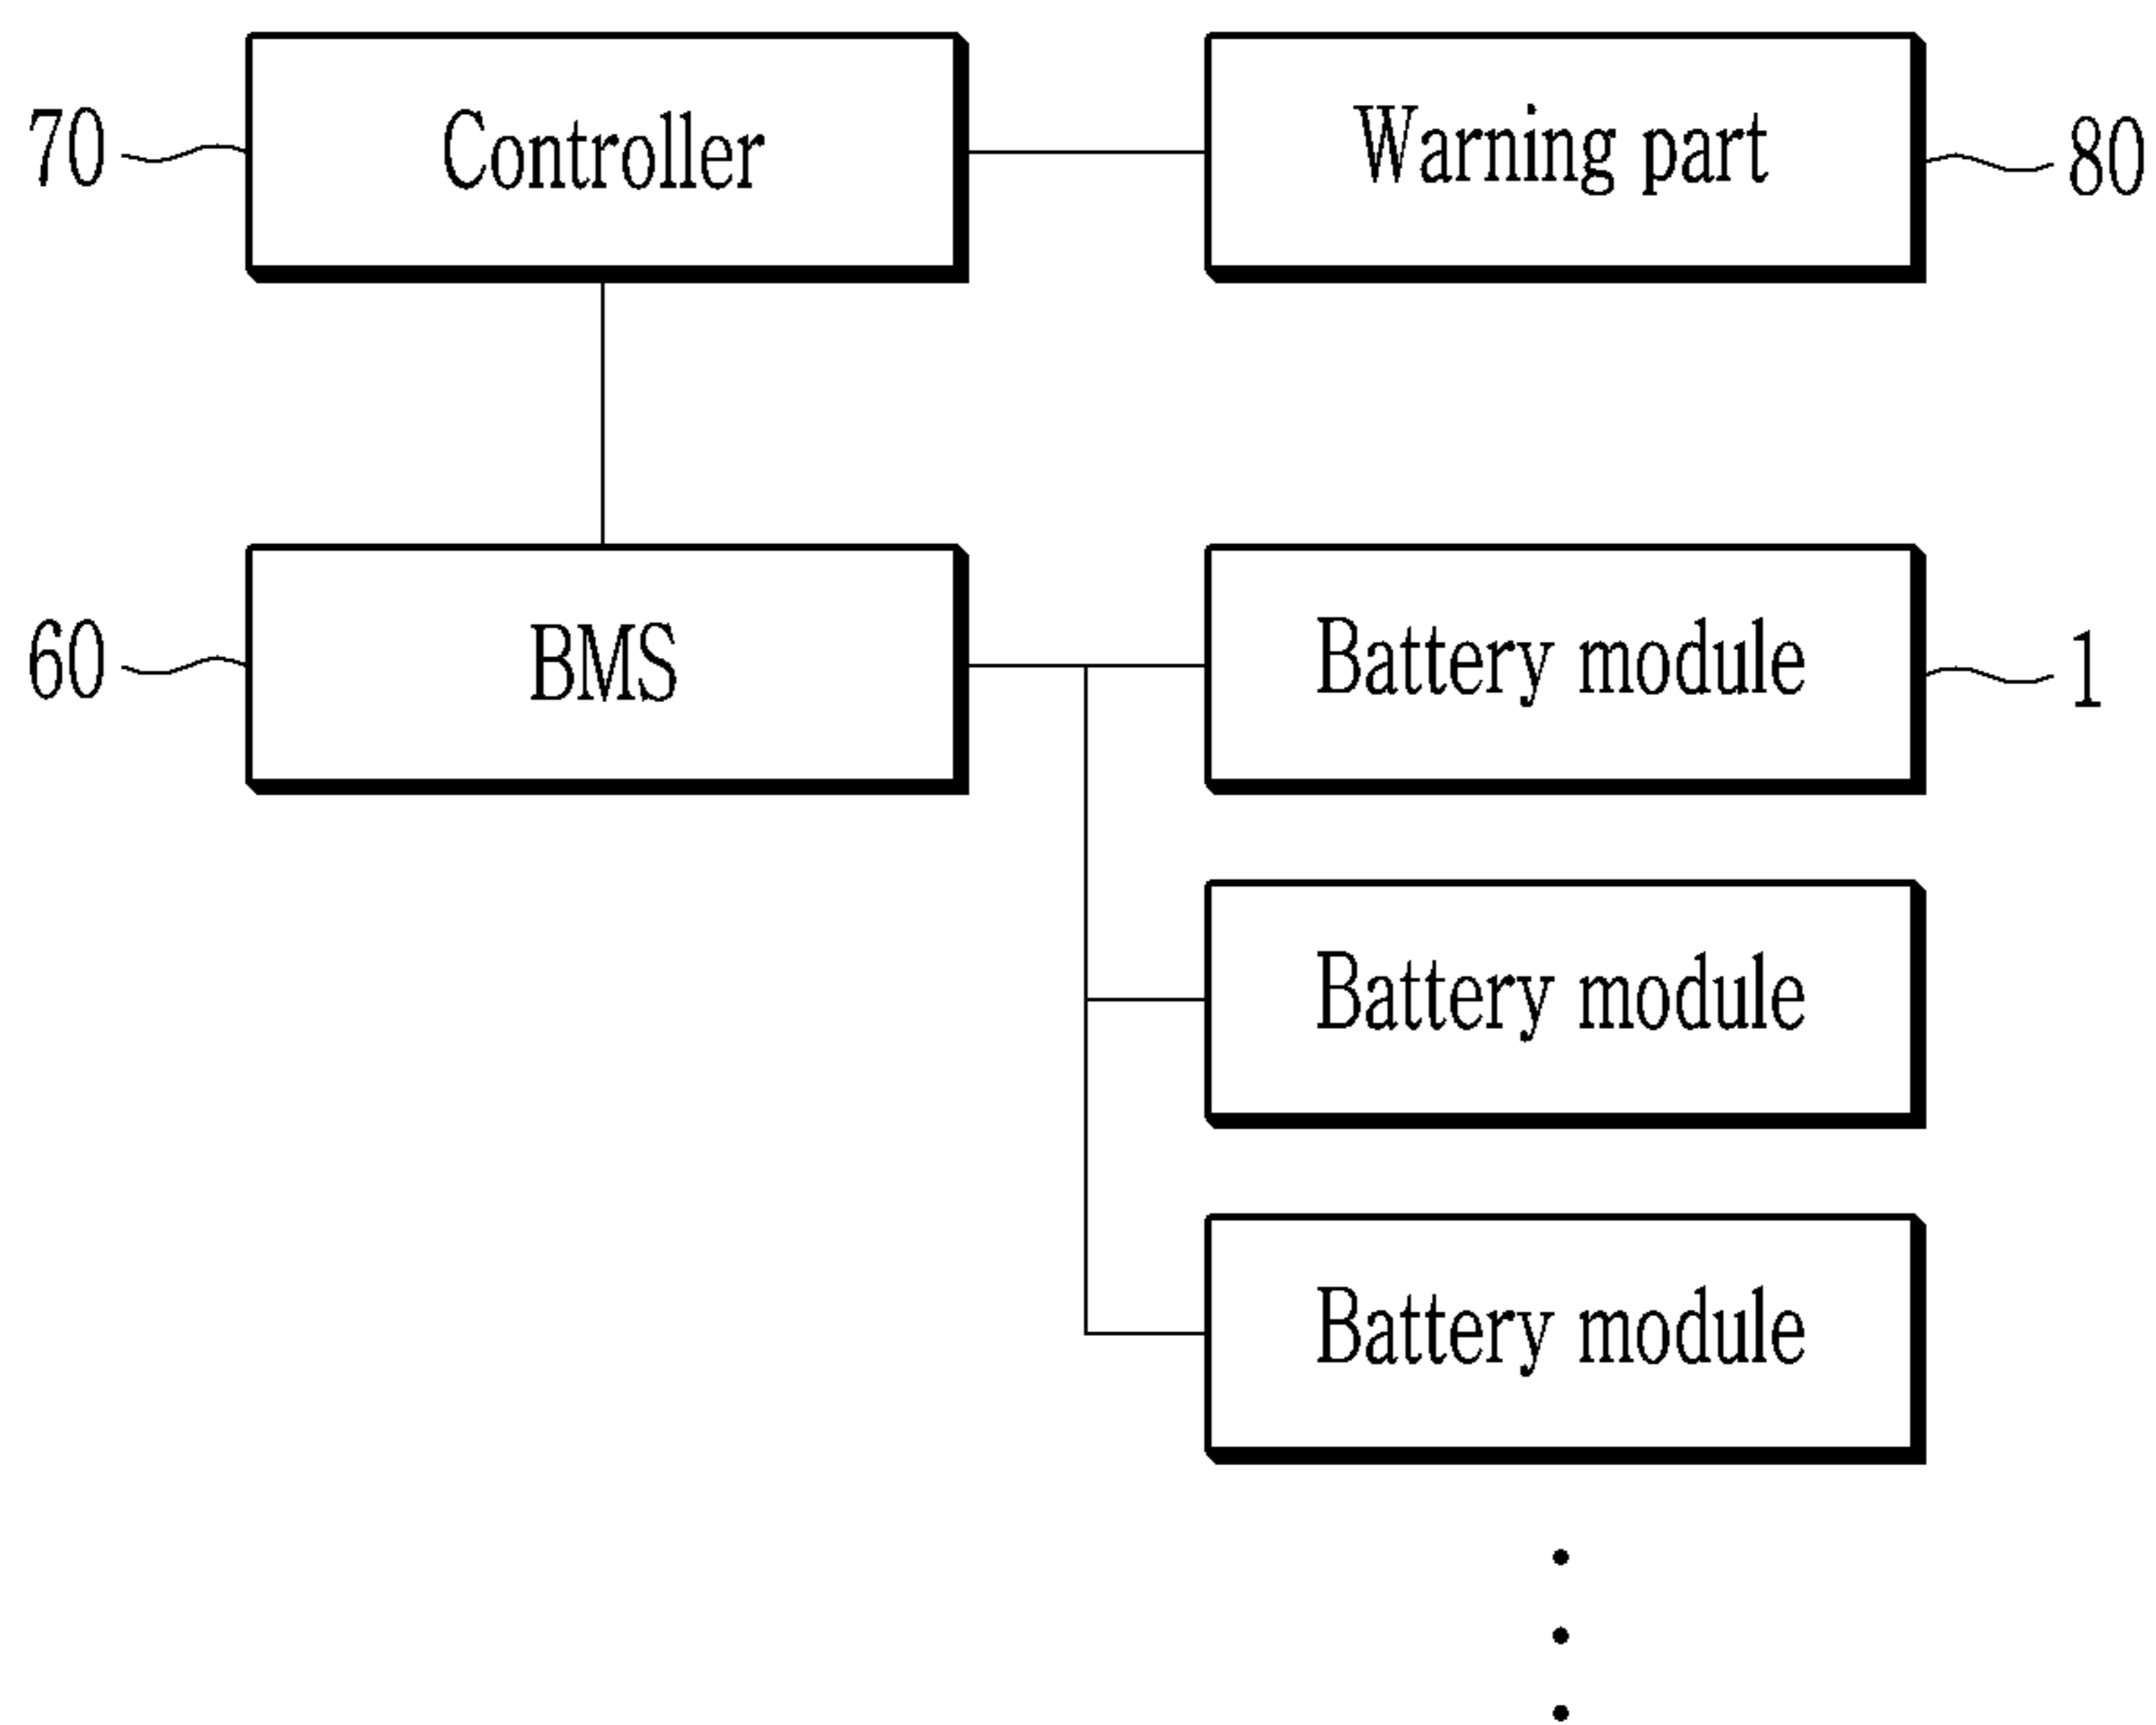 70
Controller
Warning part
80
60
BMS
Battery module
1
Battery module
Battery module